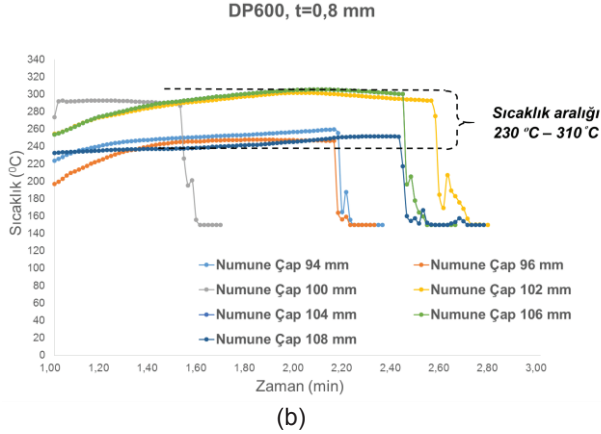 DP600, t=0,8 mm
Sıcaklık (⁰C)
360
340
320
300
280
260
240
220
200
180
160
140
120
100
80
60
40
20
0
Sıcaklık aralığı
230 °C – 310°C
Numune Çap 94 mm
Numune Çap 96 mm
Numune Çap 100 mm
Numune Çap 102 mm
Numune Çap 104 mm
Numune Çap 106 mm
Numune Çap 108 mm
1,00 1,20 1,40 1,60 1,80 2,00 2,20 2,40 2,60 2,80 3,00
Zaman (min)
(b)